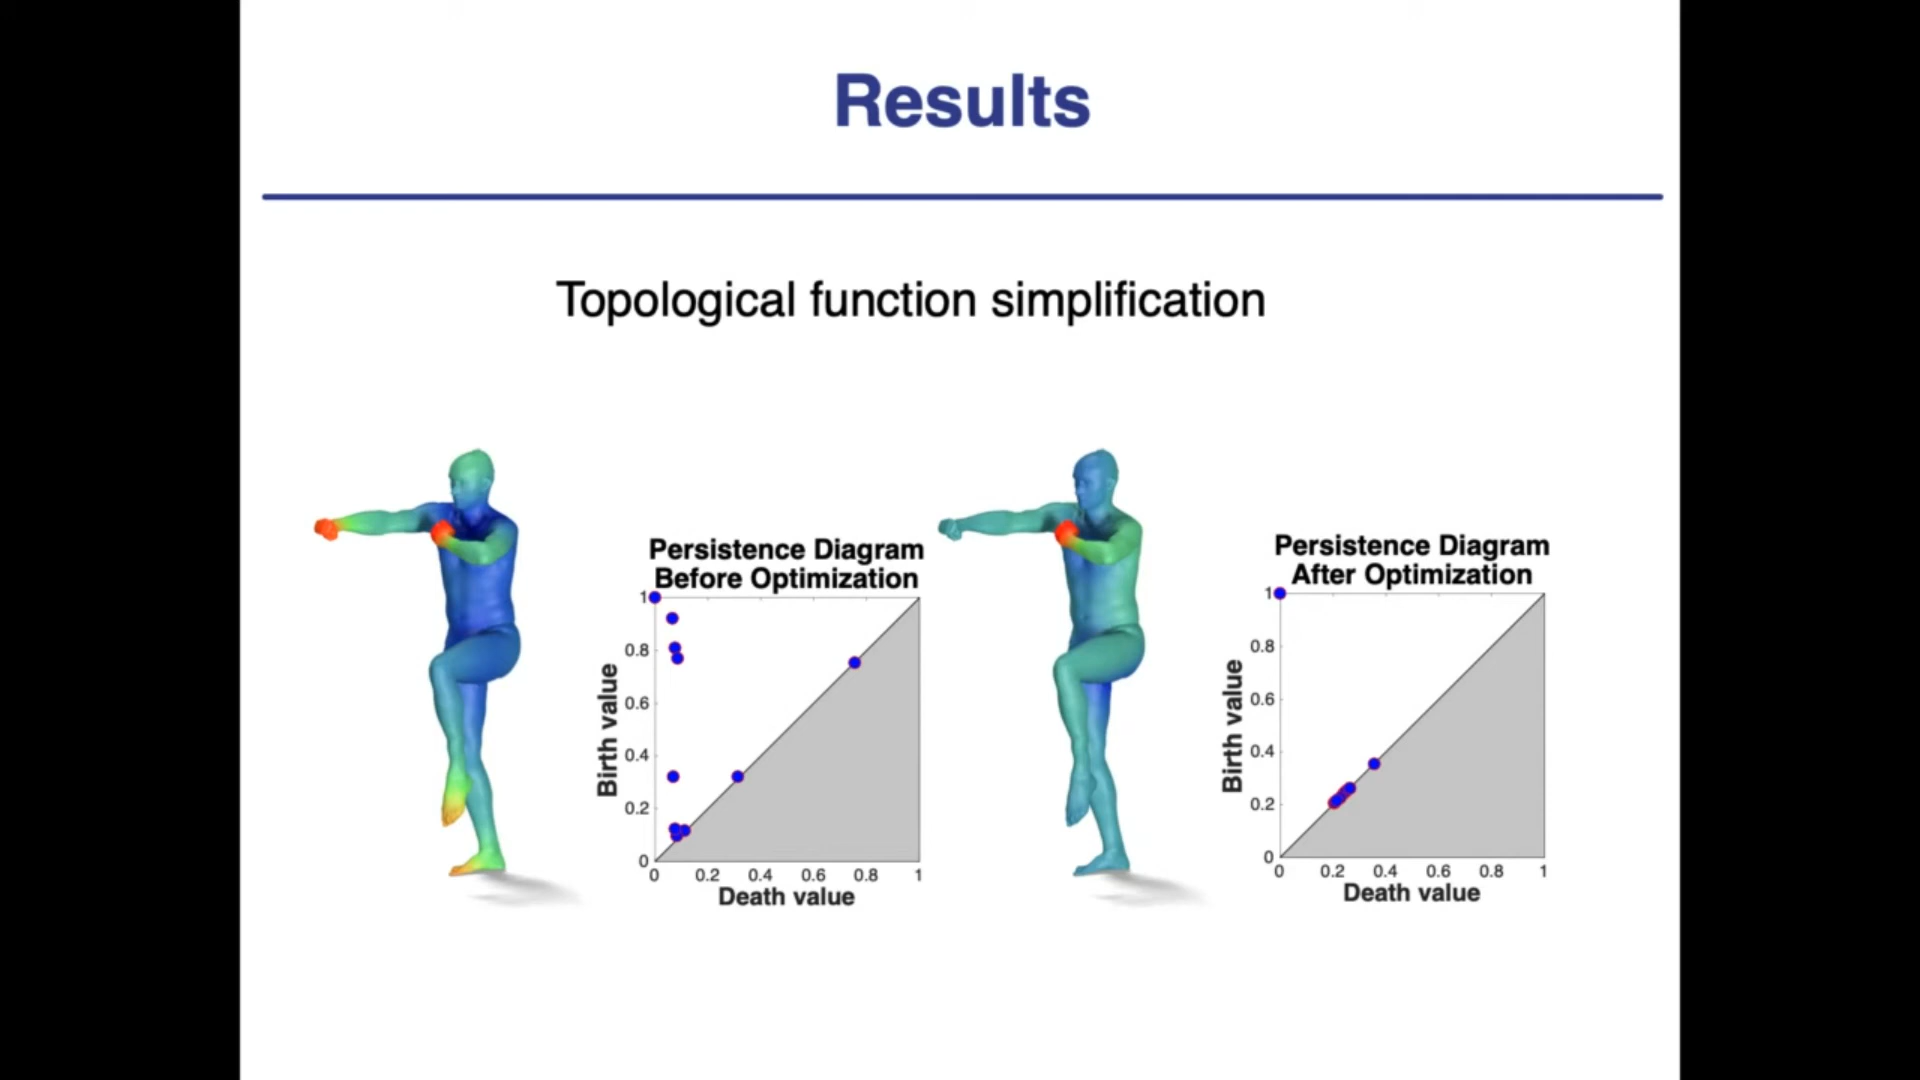 Results
Topological function simplification
Persistence Diagram
Before Optimization
Birth value
1
0.8
0.6
0.4
0.2
0
0 0.2 0.4 0.6 0.8 1
Death value
Persistence Diagram
After Optimization
Birth value
1
0.8
0.6
0.4
0.2
0
0 0.2 0.4 0.6 0.8 1
Death value